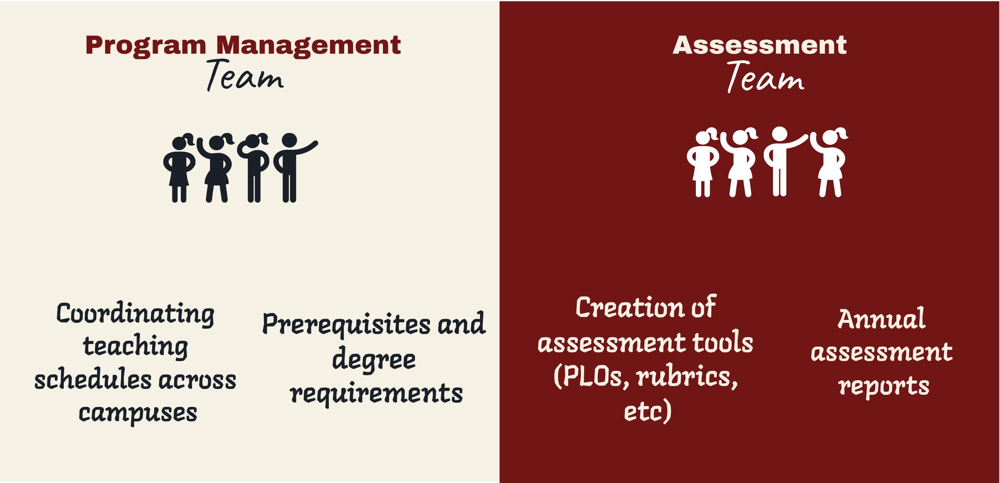 Program Management
Team
Coordinating
teaching
schedules across
campuses
Prerequisites and
degree
requirements
Assessment
Team
Creation of
assessment tools
(PLOs, rubrics,
etc)
Annual
assessment
reports